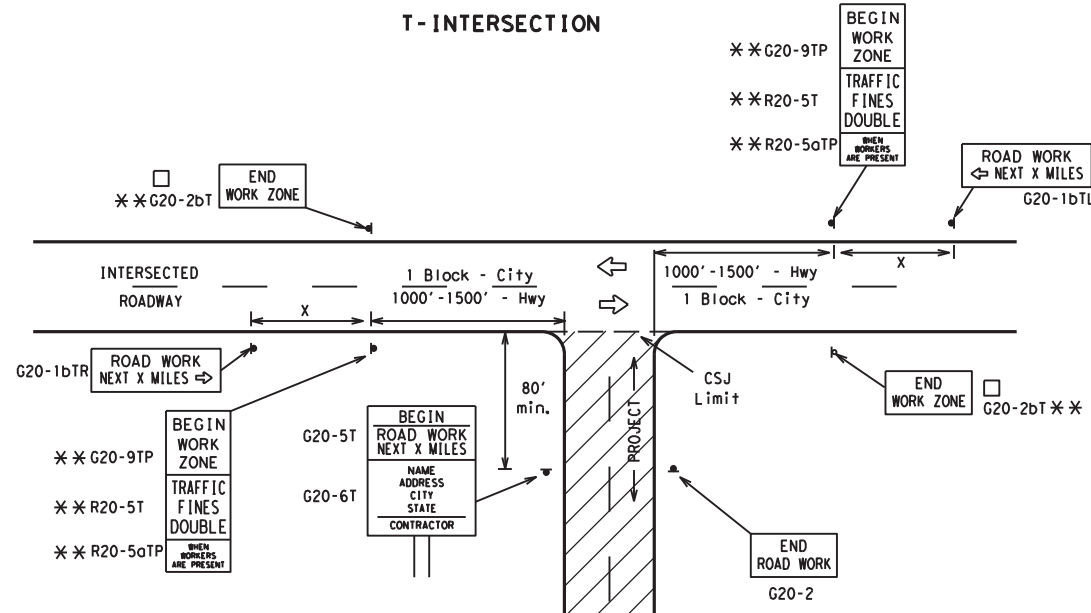 T-INTERSECTION
**G20-9TP
BEGIN
WORK
ZONE
**R20-5T
TRAFFIC
FINES
DOUBLE
**R20-5aTP
WHEN
WORKERS
ARE PRESENT
□
**G20-2bT
END
WORK ZONE
ROAD WORK
⇦ NEXT X MILES
G20-1bTL
INTERSECTED
ROADWAY
1 Block - City
1000'-1500' - Hwy
X
⇦
⇨
1000'-1500' - Hwy
1 Block - City
X
G20-1bTR
ROAD WORK
NEXT X MILES ⇨
80'
min.
PROJECT
CSJ
Limit
END
WORK ZONE
□
G20-2bT **
**G20-9TP
BEGIN
WORK
ZONE
**R20-5T
TRAFFIC
FINES
DOUBLE
**R20-5aTP
WHEN
WORKERS
ARE PRESENT
G20-5T
BEGIN
ROAD WORK
NEXT X MILES
G20-6T
NAME
ADDRESS
CITY
STATE
CONTRACTOR
END
ROAD WORK
G20-2